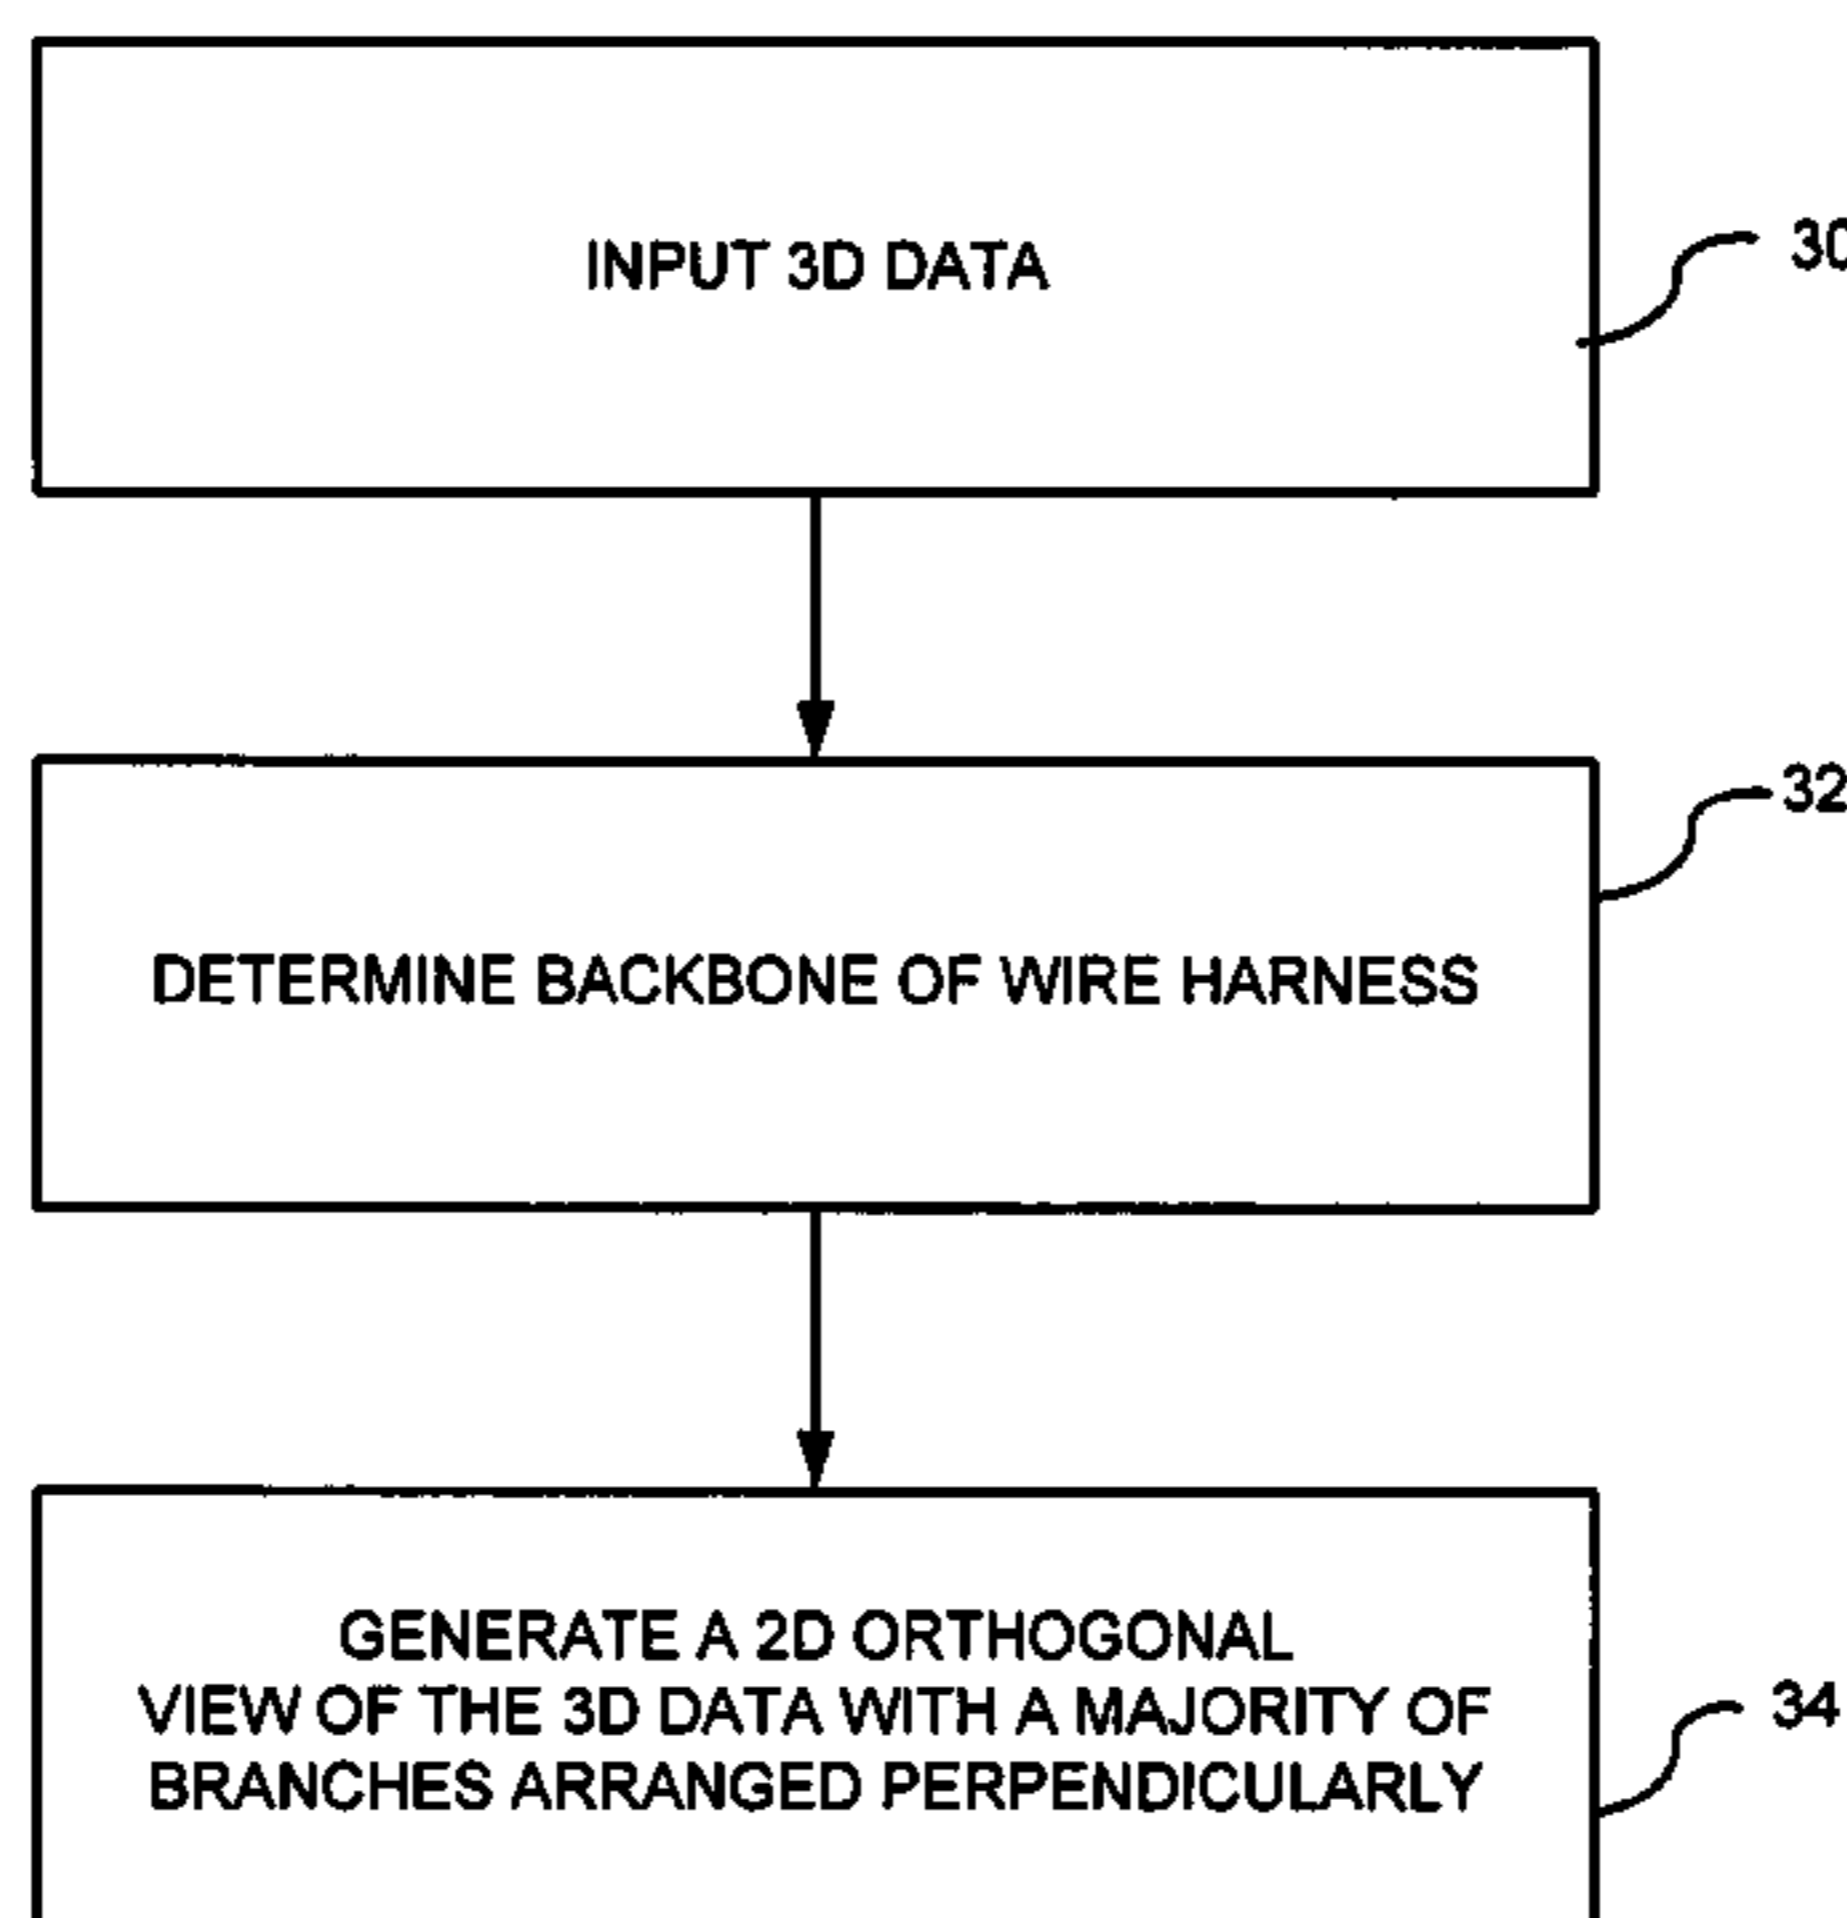 INPUT 3D DATA
30
32
DETERMINE BACKBONE OF WIRE HARNESS
GENERATE A 2D ORTHOGONAL
VIEW OF THE 3D DATA WITH A MAJORITY OF
34
BRANCHES ARRANGED PERPENDICULARLY